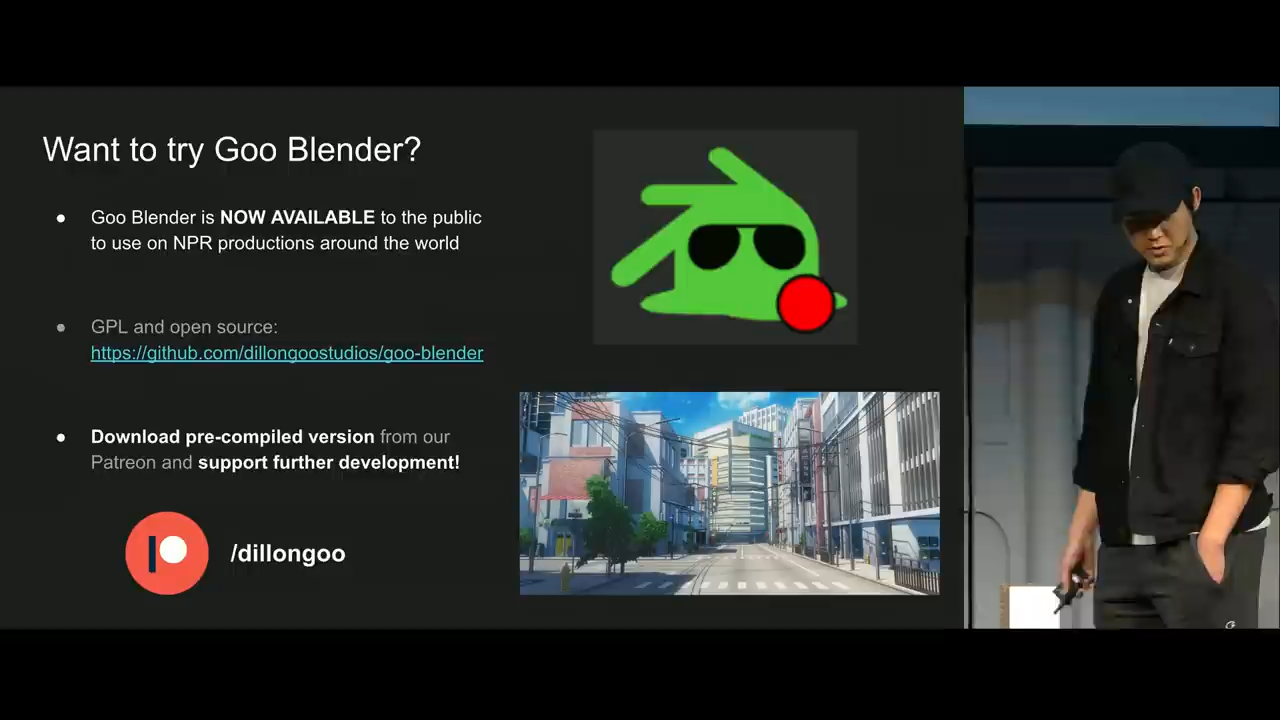 Want to try Goo Blender?
● Goo Blender is NOW AVAILABLE to the public
to use on NPR productions around the world
● GPL and open source:
https://github.com/dillongoostudios/goo-blender
● Download pre-compiled version from our
Patreon and support further development!
/dillongoo